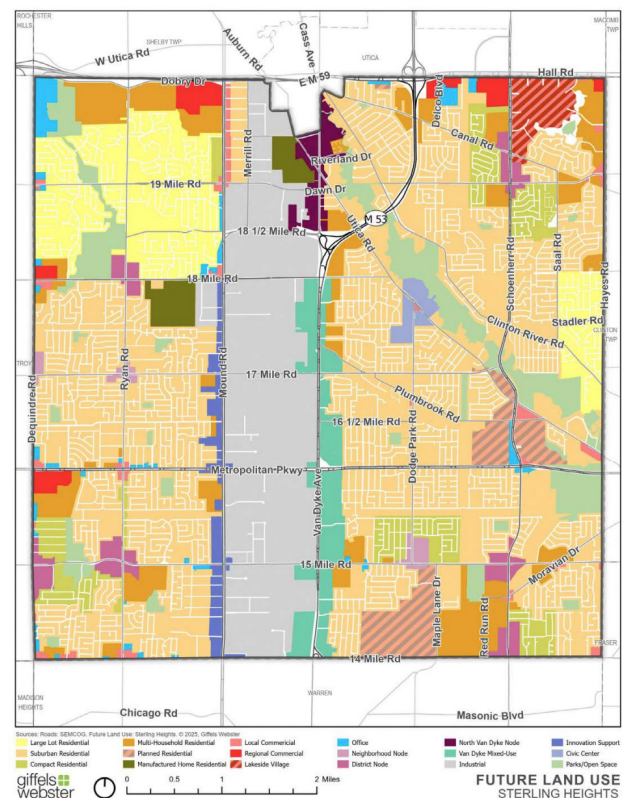 ROCHESTER
HILLS
SHELBY TWP
W Utica Rd
Auburn Rd
Cass Ave
UTICA
MACOMB
TWP
Dobry Dr
E M 59
Hall Rd
Delco Blvd
Canal Rd
Merrill Rd
Riverland Dr
19 Mile Rd
Dawn Dr
Utica Rd
M 53
18 1/2 Mile Rd
Schoenherr Rd
Saal Rd
Hayes Rd
18 Mile Rd
Clinton River Rd
Stadler Rd
CLINTON
TWP
TROY
Dequindre Rd
Ryan Rd
Mound Rd
17 Mile Rd
Plumbrook Rd
16 1/2 Mile Rd
Dodge Park Rd
Metropolitan Pkwy
Van Dyke Ave
15 Mile Rd
Moravian Dr
Maple Lane Dr
Red Run Rd
FRASER
14 Mile Rd
MADISON
HEIGHTS
WARREN
Chicago Rd
Masonic Blvd
Sources: Roads: SEMCOG. Future Land Use: Sterling Heights. © 2025, Giffels Webster
Large Lot Residential
Suburban Residential
Compact Residential
Multi-Household Residential
Planned Residential
Manufactured Home Residential
Local Commercial
Regional Commercial
Lakeside Village
Office
Neighborhood Node
District Node
North Van Dyke Node
Van Dyke Mixed-Use
Industrial
Innovation Support
Civic Center
Parks/Open Space
giffels
webster
0 0.5 1 2 Miles
FUTURE LAND USE
STERLING HEIGHTS